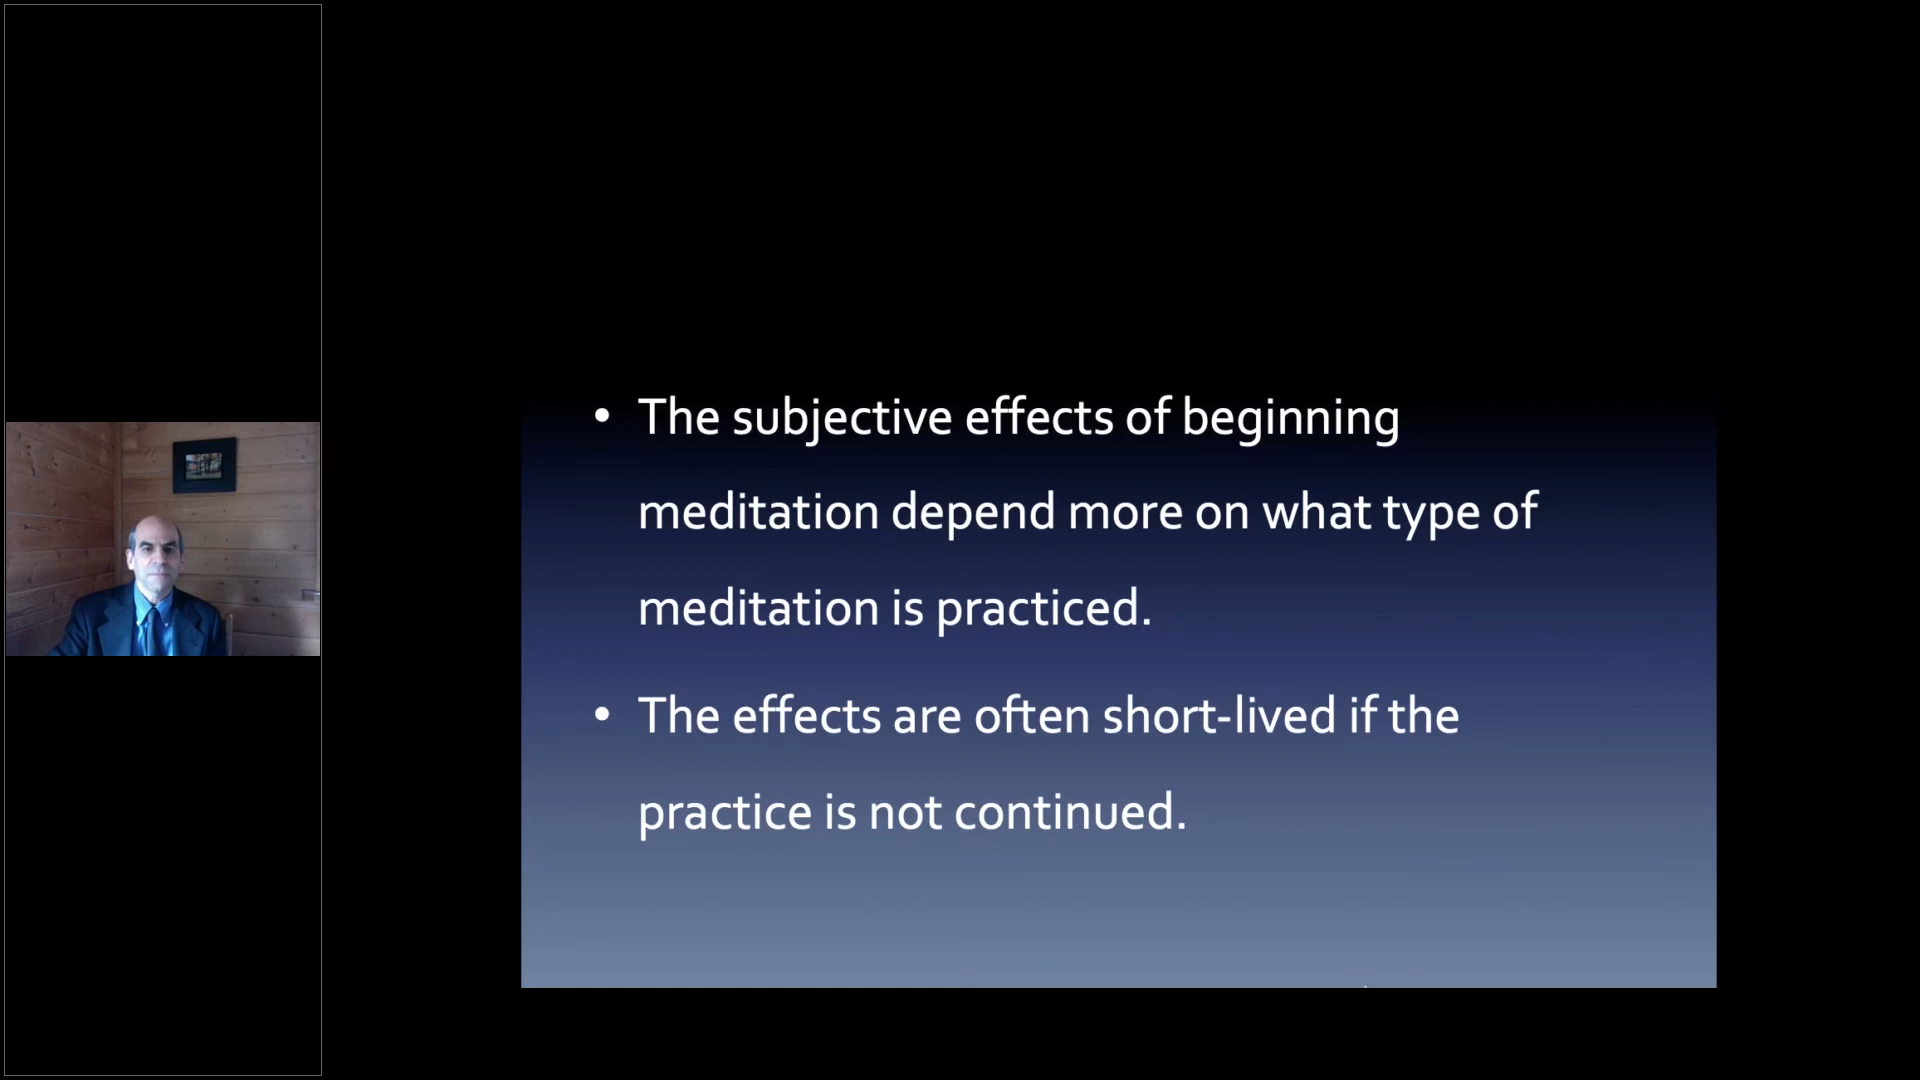 • The subjective effects of beginning
meditation depend more on what type of
meditation is practiced.
• The effects are often short-lived if the
practice is not continued.